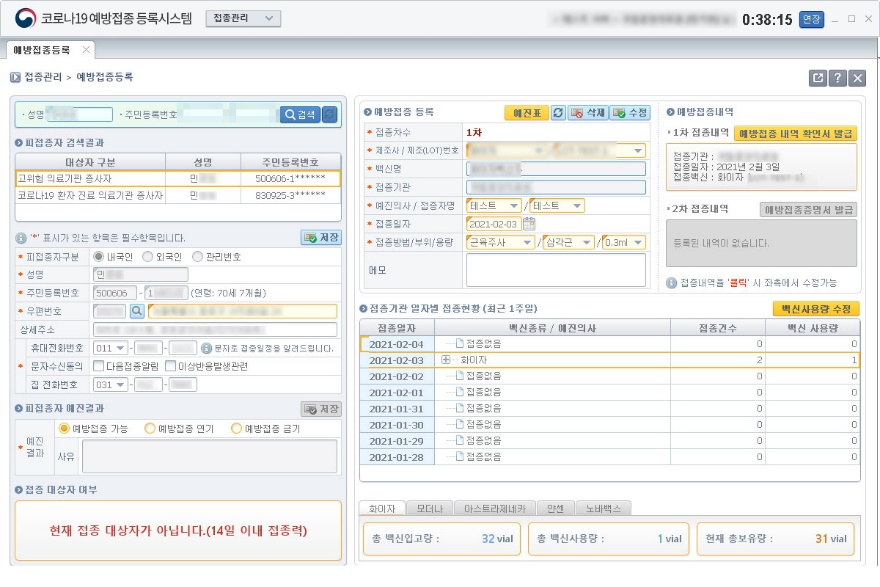 코로나19 예방접종 등록시스템 접종관리
0:38:15 연장
예방접종등록 ×
접종관리 > 예방접종등록
성명 주민등록번호 검색
피접종자 검색결과
대상자 구분 성명 주민등록번호
고위험 의료기관 종사자 민 500606-1******
코로나19 환자 진료 의료기관 종사자 민 830925-3******
'*' 표시가 있는 항목은 필수항목입니다. 저장
* 피접종자구분 내국인 외국인 관리번호
* 성명 민
* 주민등록번호 500606 - 1 (연령: 70세 7개월)
* 우편번호
상세주소
휴대전화번호 011 - - 문자로 접종일정을 알려드립니다.
* 문자수신동의 다음접종알림 이상반응발생관련
집 전화번호 031 - -
피접종자 예진결과 저장
* 예진결과 예방접종 가능 예방접종 연기 예방접종 금기
사유
접종 대상자 여부
현재 접종 대상자가 아닙니다.(14일 이내 접종력)
예방접종 등록 예진표 삭제 수정
* 접종차수 1차
* 제조사 / 제조(LOT)번호
* 백신명
* 접종기관
* 예진의사 / 접종자명 테스트 / 테스트
* 접종일자 2021-02-03
* 접종방법/부위/용량 근육주사 / 삼각근 / 0.3ml
메모
예방접종내역
1차 접종내역 예방접종 내역 확인서 발급
접종기관 :
접종일자 : 2021년 2월 3일
접종백신 : 화이자
2차 접종내역 예방접종증명서 발급
등록된 내역이 없습니다.
접종내역을 '클릭' 시 좌측에서 수정가능
접종기관 일자별 접종현황 (최근 1주일) 백신사용량 수정
접종일자 백신종류 / 예진의사 접종건수 백신 사용량
2021-02-04 접종없음 0 0
2021-02-03 화이자 2 1
2021-02-02 접종없음 0 0
2021-02-01 접종없음 0 0
2021-01-31 접종없음 0 0
2021-01-30 접종없음 0 0
2021-01-29 접종없음 0 0
2021-01-28 접종없음 0 0
화이자 모더나 아스트라제네카 얀센 노바백스
총 백신입고량 : 32 vial 총 백신사용량 : 1 vial 현재 총보유량 : 31 vial